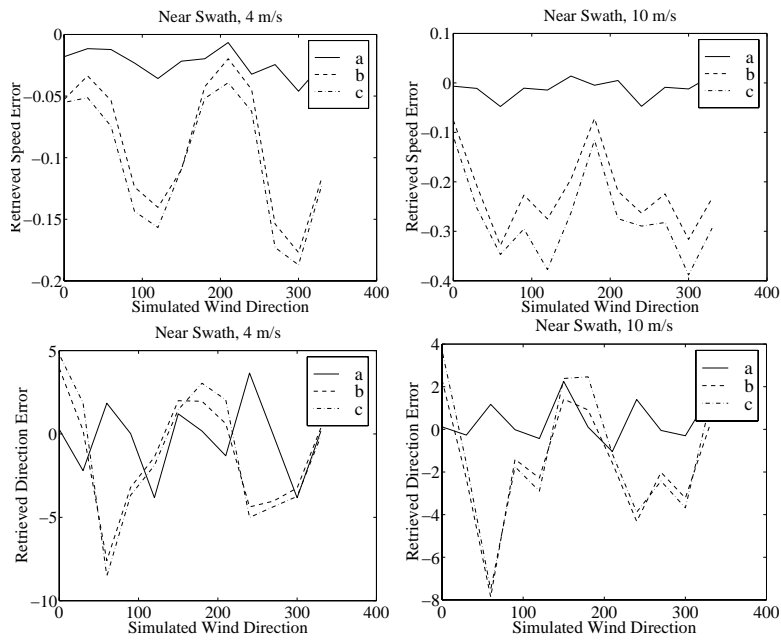 Near Swath, 4 m/s
0
−0.05
−0.1
−0.15
−0.2
Retrieved Speed Error
0 100 200 300 400
Simulated Wind Direction
a
b
c
Near Swath, 10 m/s
0.1
0
−0.1
−0.2
−0.3
−0.4
Retrieved Speed Error
0 100 200 300 400
Simulated Wind Direction
a
b
c
Near Swath, 4 m/s
5
0
−5
−10
Retrieved Direction Error
0 100 200 300 400
Simulated Wind Direction
a
b
c
Near Swath, 10 m/s
4
2
0
−2
−4
−6
−8
Retrieved Direction Error
0 100 200 300 400
Simulated Wind Direction
a
b
c